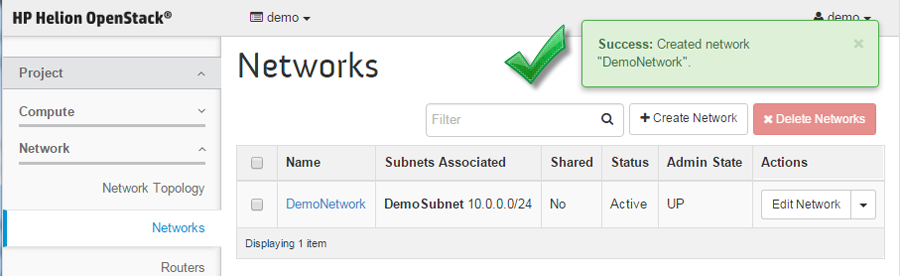 HP Helion OpenStack®
demo
demo
Success: Created network
"DemoNetwork".
×
Project
Networks
Compute
Filter
+ Create Network
× Delete Networks
Network
Name Subnets Associated Shared Status Admin State Actions
Network Topology
DemoNetwork DemoSubnet 10.0.0.0/24 No Active UP Edit Network
Networks
Displaying 1 item
Routers